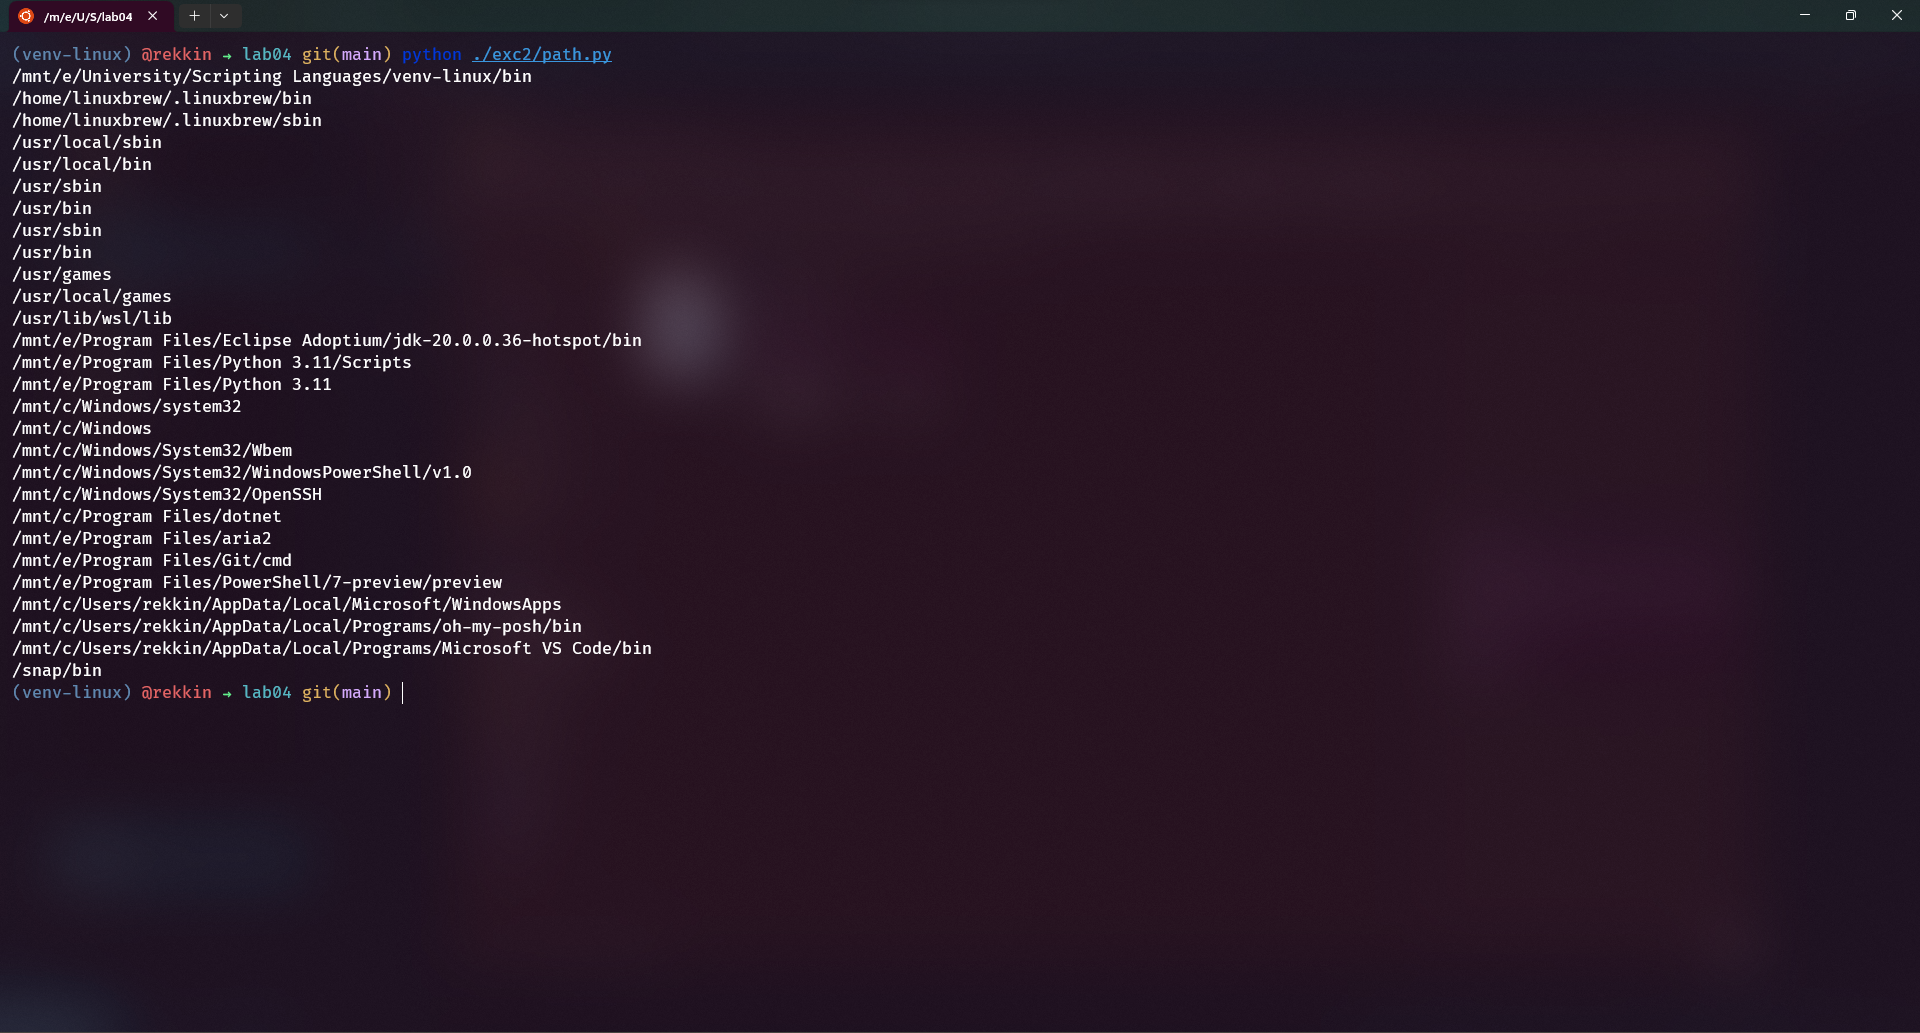 /m/e/U/S/lab04
(venv-linux) @rekkin → lab04 git(main) python ./exc2/path.py
/mnt/e/University/Scripting Languages/venv-linux/bin
/home/linuxbrew/.linuxbrew/bin
/home/linuxbrew/.linuxbrew/sbin
/usr/local/sbin
/usr/local/bin
/usr/sbin
/usr/bin
/usr/sbin
/usr/bin
/usr/games
/usr/local/games
/usr/lib/wsl/lib
/mnt/e/Program Files/Eclipse Adoptium/jdk-20.0.0.36-hotspot/bin
/mnt/e/Program Files/Python 3.11/Scripts
/mnt/e/Program Files/Python 3.11
/mnt/c/Windows/system32
/mnt/c/Windows
/mnt/c/Windows/System32/Wbem
/mnt/c/Windows/System32/WindowsPowerShell/v1.0
/mnt/c/Windows/System32/OpenSSH
/mnt/c/Program Files/dotnet
/mnt/e/Program Files/aria2
/mnt/e/Program Files/Git/cmd
/mnt/e/Program Files/PowerShell/7-preview/preview
/mnt/c/Users/rekkin/AppData/Local/Microsoft/WindowsApps
/mnt/c/Users/rekkin/AppData/Local/Programs/oh-my-posh/bin
/mnt/c/Users/rekkin/AppData/Local/Programs/Microsoft VS Code/bin
/snap/bin
(venv-linux) @rekkin → lab04 git(main)